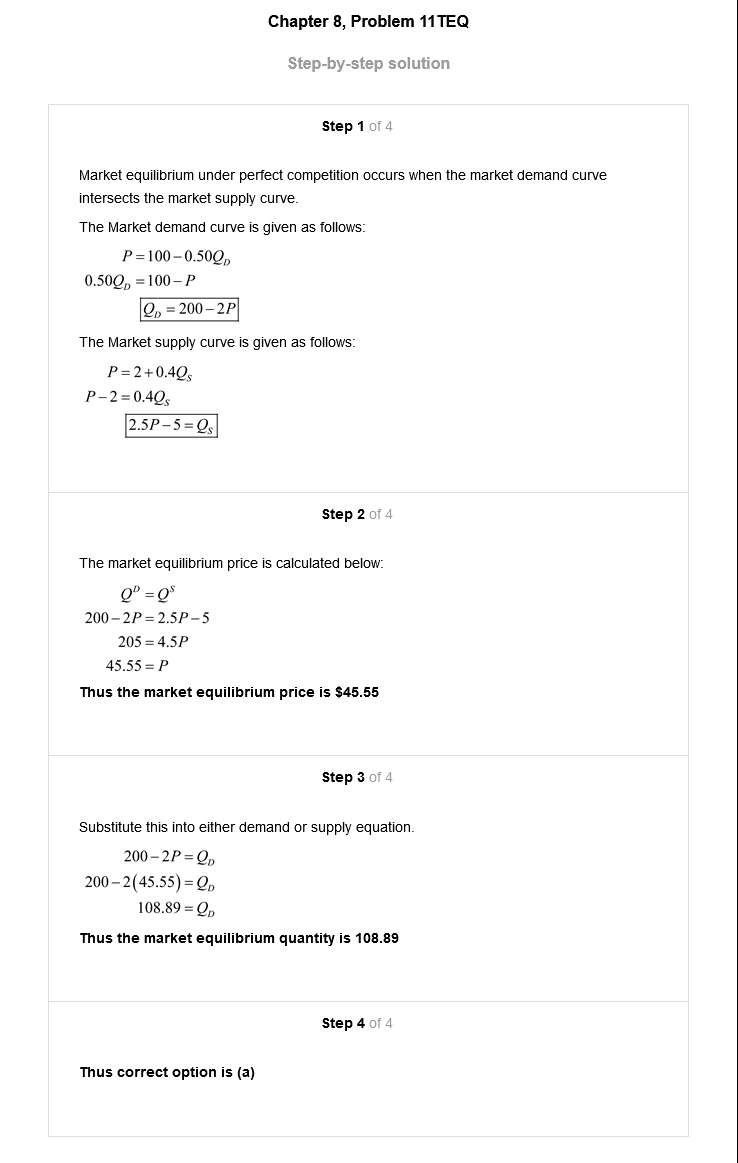 Chapter 8, Problem 11TEQ
Step-by-step solution
Step 1 of 4
Market equilibrium under perfect competition occurs when the market demand curve
intersects the market supply curve.
The Market demand curve is given as follows:
P = 100 − 0.50Q_D
0.50Q_D = 100 − P
Q_D = 200 − 2P
The Market supply curve is given as follows:
P = 2 + 0.4Q_S
P − 2 = 0.4Q_S
2.5P − 5 = Q_S
Step 2 of 4
The market equilibrium price is calculated below:
Q^D = Q^S
200 − 2P = 2.5P − 5
205 = 4.5P
45.55 = P
Thus the market equilibrium price is $45.55
Step 3 of 4
Substitute this into either demand or supply equation.
200 − 2P = Q_D
200 − 2(45.55) = Q_D
108.89 = Q_D
Thus the market equilibrium quantity is 108.89
Step 4 of 4
Thus correct option is (a)